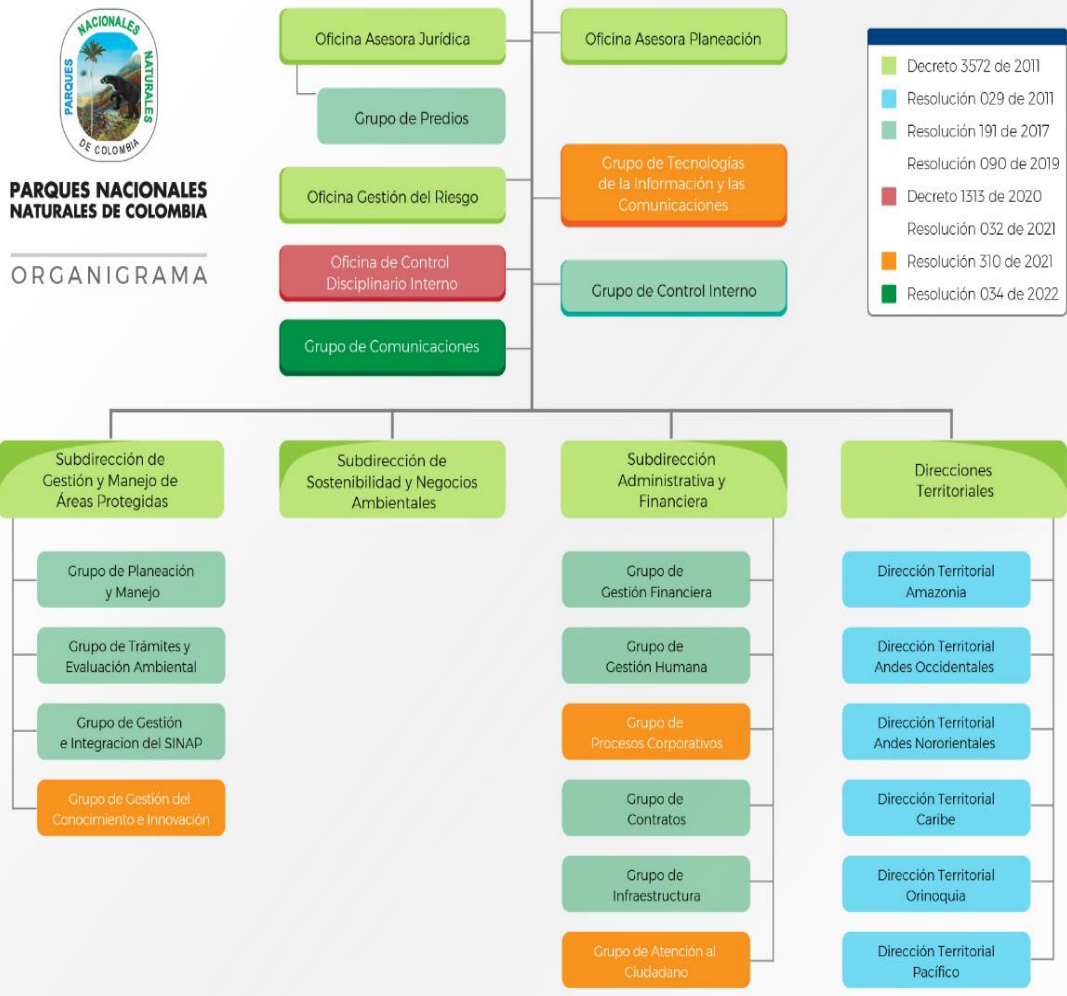 NACIONALES
PARQUES
NATURALES
DE COLOMBIA
PARQUES NACIONALES
NATURALES DE COLOMBIA
ORGANIGRAMA
Oficina Asesora Jurídica
Oficina Asesora Planeación
Grupo de Predios
Oficina Gestión del Riesgo
Grupo de Tecnologías
de la Información y las
Comunicaciones
Oficina de Control
Disciplinario Interno
Grupo de Control Interno
Grupo de Comunicaciones
Decreto 3572 de 2011
Resolución 029 de 2011
Resolución 191 de 2017
Resolución 090 de 2019
Decreto 1313 de 2020
Resolución 032 de 2021
Resolución 310 de 2021
Resolución 034 de 2022
Subdirección de
Gestión y Manejo de
Áreas Protegidas
Grupo de Planeación
y Manejo
Grupo de Trámites y
Evaluación Ambiental
Grupo de Gestión
e Integracion del SINAP
Grupo de Gestión del
Conocimiento e Innovación
Subdirección de
Sostenibilidad y Negocios
Ambientales
Subdirección
Administrativa y
Financiera
Grupo de
Gestión Financiera
Grupo de
Gestión Humana
Grupo de
Procesos Corporativos
Grupo de
Contratos
Grupo de
Infraestructura
Grupo de Atención al
Ciudadano
Direcciones
Territoriales
Dirección Territorial
Amazonia
Dirección Territorial
Andes Occidentales
Dirección Territorial
Andes Nororientales
Dirección Territorial
Caribe
Dirección Territorial
Orinoquia
Dirección Territorial
Pacífico